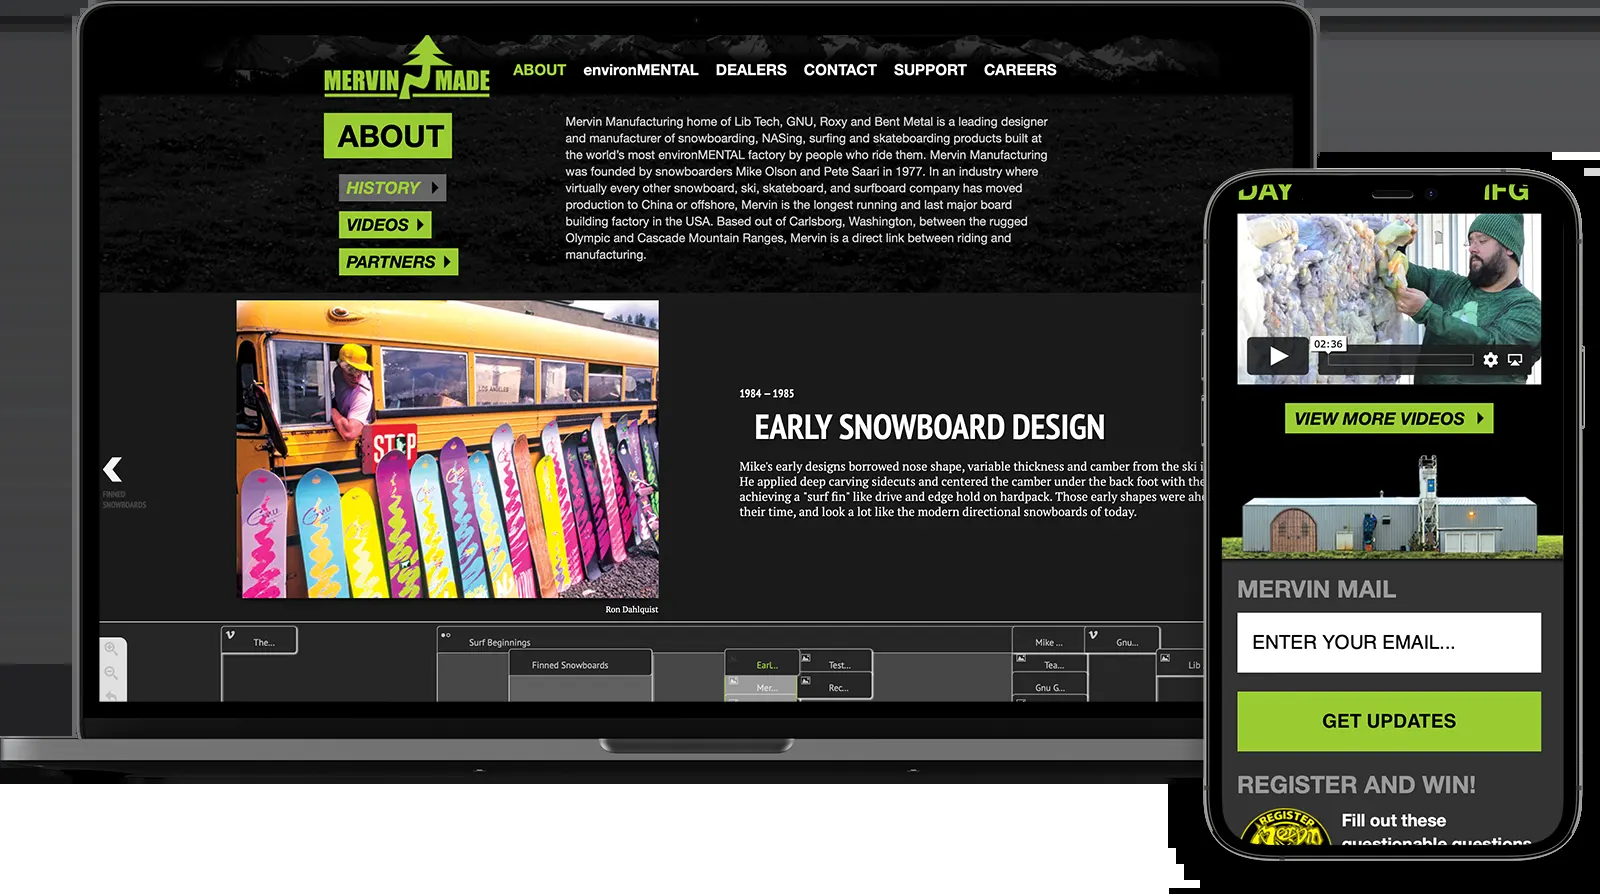 MERVIN MADE
ABOUT environMENTAL DEALERS CONTACT SUPPORT CAREERS
ABOUT
HISTORY
VIDEOS
PARTNERS
Mervin Manufacturing home of Lib Tech, GNU, Roxy and Bent Metal is a leading designer
and manufacturer of snowboarding, NASing, surfing and skateboarding products built at
the world's most environMENTAL factory by people who ride them. Mervin Manufacturing
was founded by snowboarders Mike Olson and Pete Saari in 1977. In an industry where
virtually every other snowboard, ski, skateboard, and surfboard company has moved
production to China or offshore, Mervin is the longest running and last major board
building factory in the USA. Based out of Carlsborg, Washington, between the rugged
Olympic and Cascade Mountain Ranges, Mervin is a direct link between riding and
manufacturing.
LOS ANGELES
STOP
FINNED
SNOWBOARDS
1984 – 1985
EARLY SNOWBOARD DESIGN
Mike's early designs borrowed nose shape, variable thickness and camber from the ski i
He applied deep carving sidecuts and centered the camber under the back foot with the
achieving a "surf fin" like drive and edge hold on hardpack. Those early shapes were ahe
their time, and look a lot like the modern directional snowboards of today.
Ron Dahlquist
The...
Surf Beginnings
Finned Snowboards
Earl...
Mer...
Test...
Rec...
Mike ...
Tea...
Gnu G...
Gnu...
Lib
DAY
IFG
02:36
VIEW MORE VIDEOS
MERVIN MAIL
ENTER YOUR EMAIL...
GET UPDATES
REGISTER AND WIN!
REGISTER
Mervin
Fill out these
questionable questions